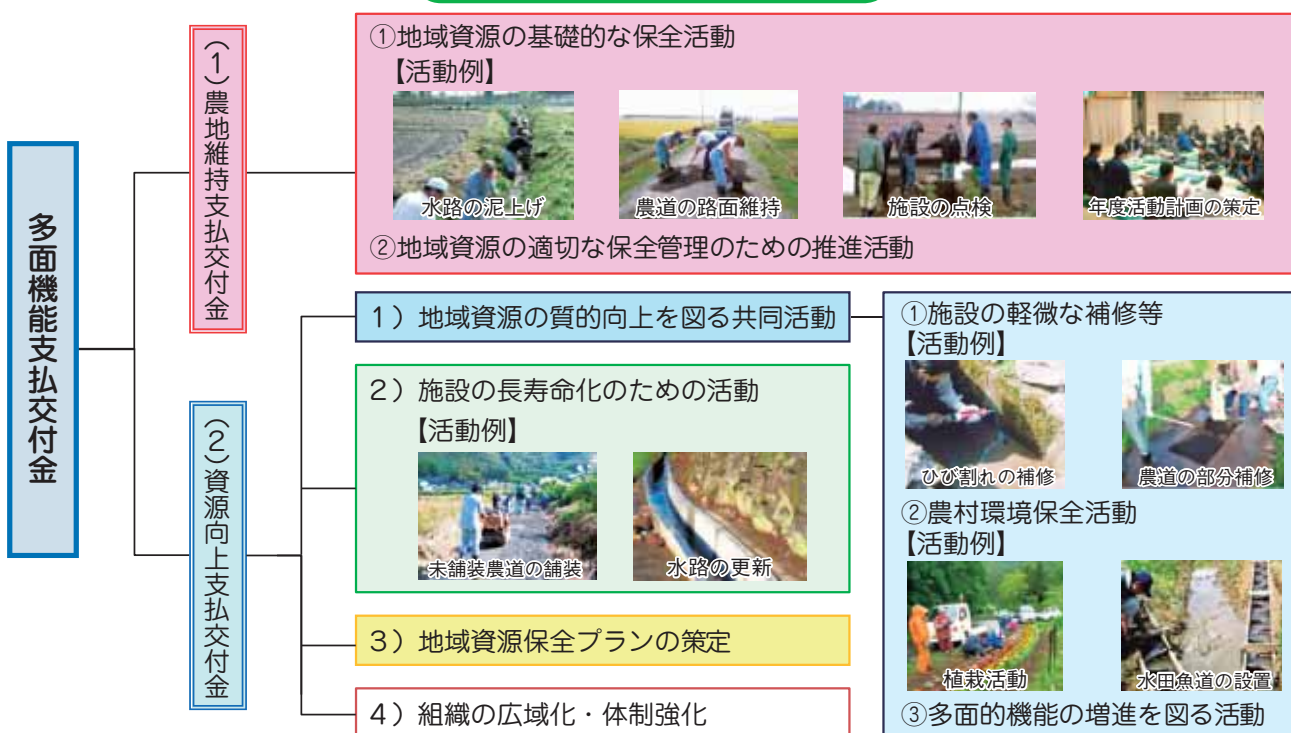 多面機能支払交付金
（1）農地維持支払交付金
①地域資源の基礎的な保全活動
【活動例】
水路の泥上げ
農道の路面維持
施設の点検
年度活動計画の策定
②地域資源の適切な保全管理のための推進活動
（2）資源向上支払交付金
1）地域資源の質的向上を図る共同活動
2）施設の長寿命化のための活動
【活動例】
未舗装農道の舗装
水路の更新
3）地域資源保全プランの策定
4）組織の広域化・体制強化
①施設の軽微な補修等
【活動例】
ひび割れの補修
農道の部分補修
②農村環境保全活動
【活動例】
植栽活動
水田魚道の設置
③多面的機能の増進を図る活動